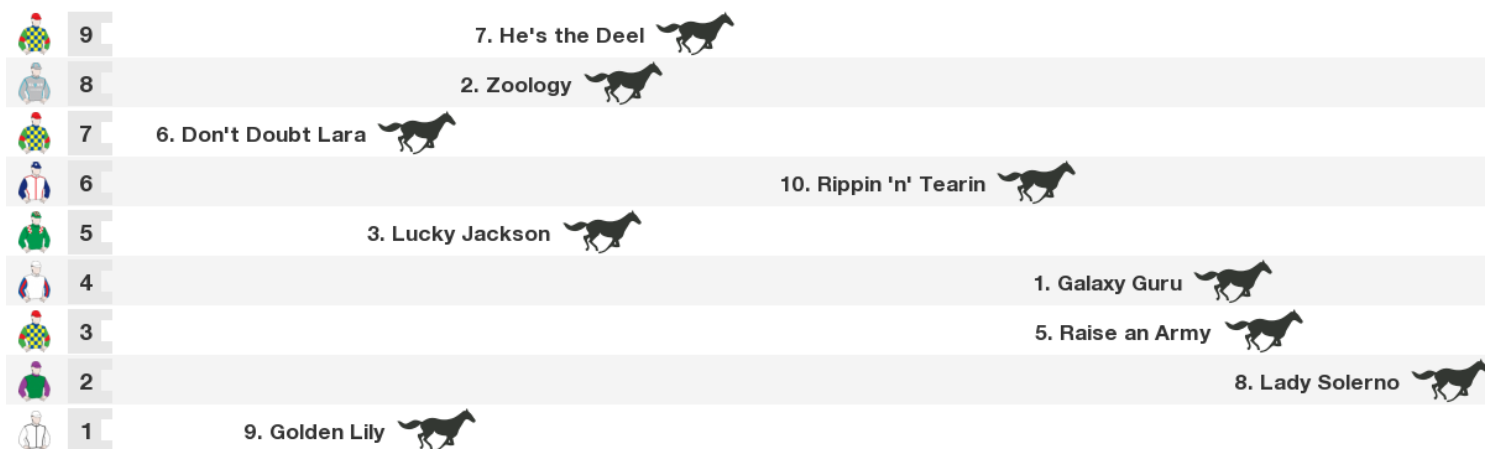 9 7. He's the Deel
8 2. Zoology
7 6. Don't Doubt Lara
6 10. Rippin 'n' Tearin
5 3. Lucky Jackson
4 1. Galaxy Guru
3 5. Raise an Army
2 8. Lady Solerno
1 9. Golden Lily